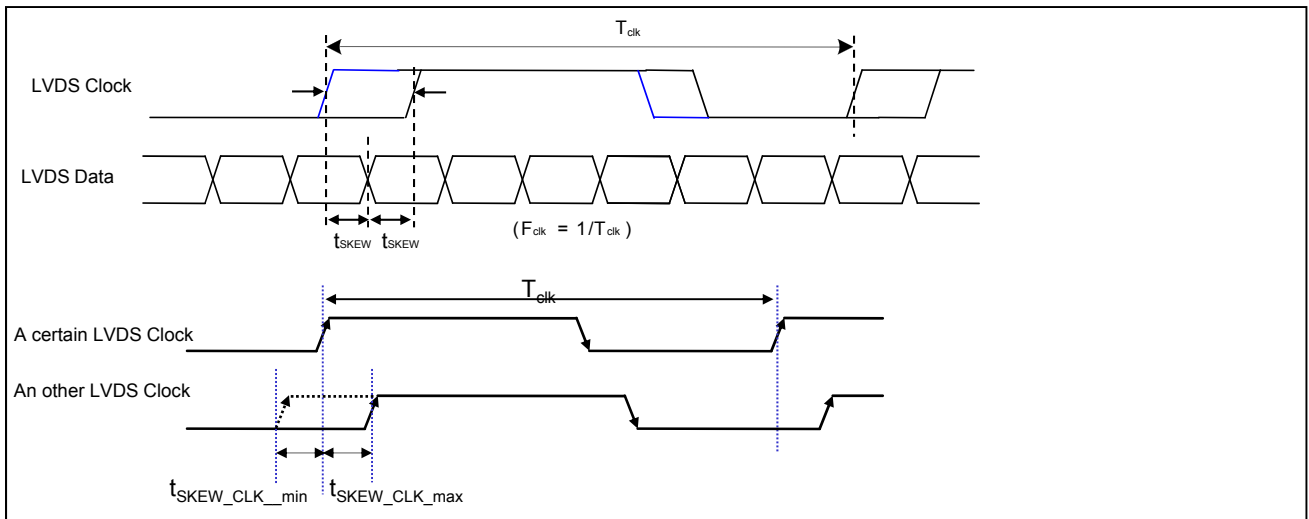 Tclk
LVDS Clock
LVDS Data
tSKEW tSKEW
(Fclk = 1/Tclk)
Tclk
A certain LVDS Clock
An other LVDS Clock
tSKEW_CLK__min tSKEW_CLK_max